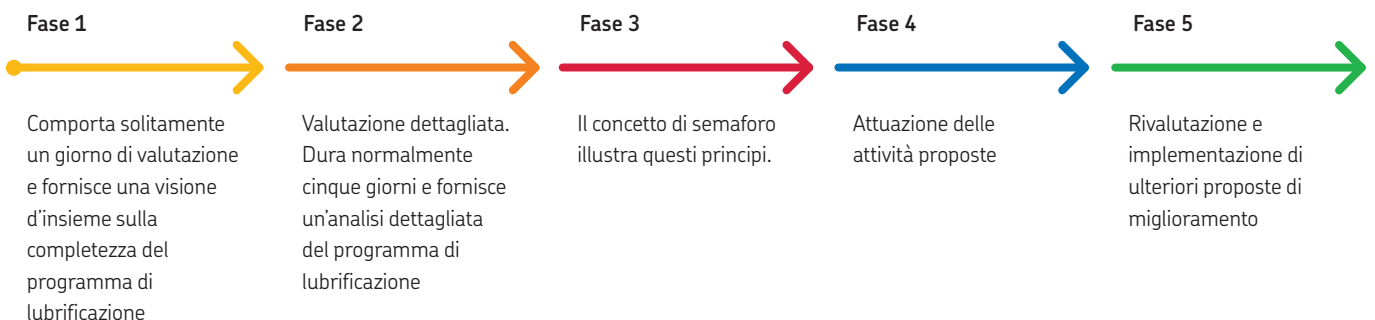 Fase 1
Comporta solitamente
un giorno di valutazione
e fornisce una visione
d'insieme sulla
completezza del
programma di
lubrificazione
Fase 2
Valutazione dettagliata.
Dura normalmente
cinque giorni e fornisce
un'analisi dettagliata
del programma di
lubrificazione
Fase 3
Il concetto di semaforo
illustra questi principi.
Fase 4
Attuazione delle
attività proposte
Fase 5
Rivalutazione e
implementazione di
ulteriori proposte di
miglioramento